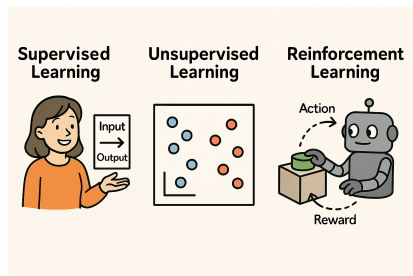 Supervised
Learning
Input
Output
Unsupervised
Learning
Reinforcement
Learning
Action
Reward